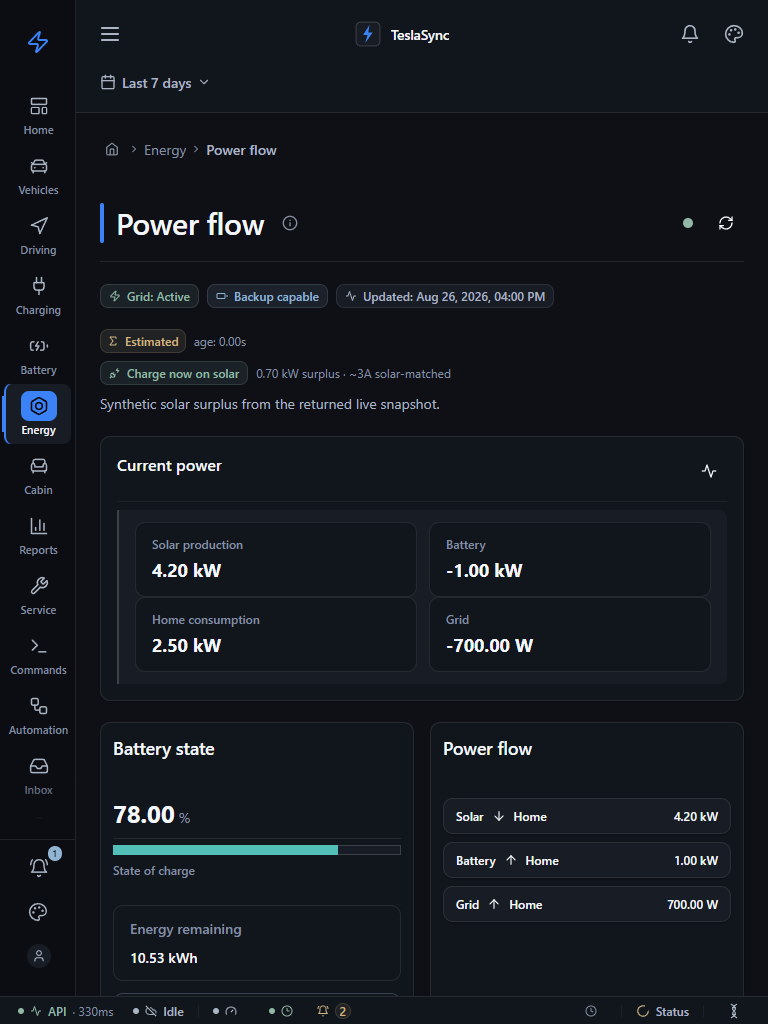 TeslaSync
Last 7 days
Home
Vehicles
Driving
Charging
Battery
Energy
Cabin
Reports
Service
Commands
Automation
Inbox
1
Energy
Power flow
Power flow
Grid: Active
Backup capable
Updated: Aug 26, 2026, 04:00 PM
Estimated
age: 0.00s
Charge now on solar
0.70 kW surplus · ~3A solar-matched
Synthetic solar surplus from the returned live snapshot.
Current power
Solar production
4.20 kW
Battery
-1.00 kW
Home consumption
2.50 kW
Grid
-700.00 W
Battery state
78.00 %
State of charge
Energy remaining
10.53 kWh
Power flow
Solar ↓ Home 4.20 kW
Battery ↑ Home 1.00 kW
Grid ↑ Home 700.00 W
API · 330ms
Idle
2
Status